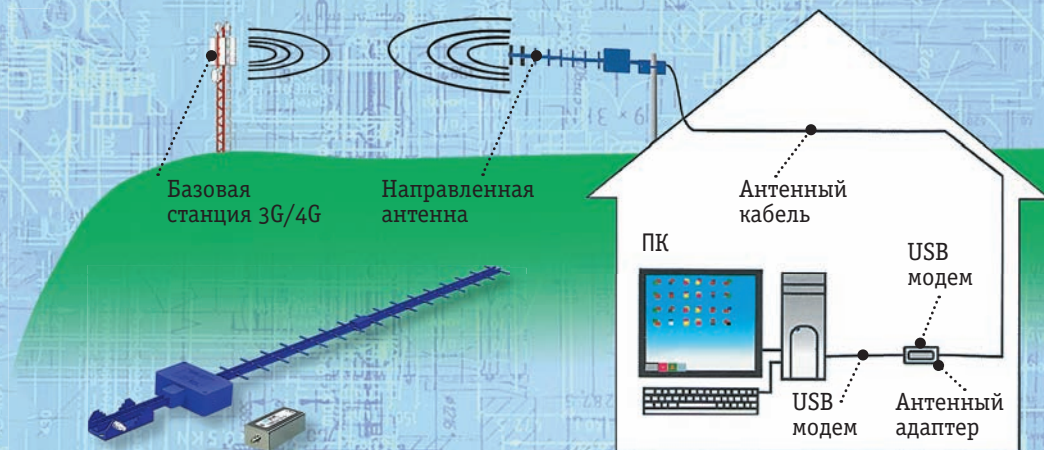 Базовая
станция 3G/4G
Направленная
антенна
Антенный
кабель
ПК
USB
модем
USB
модем
Антенный
адаптер